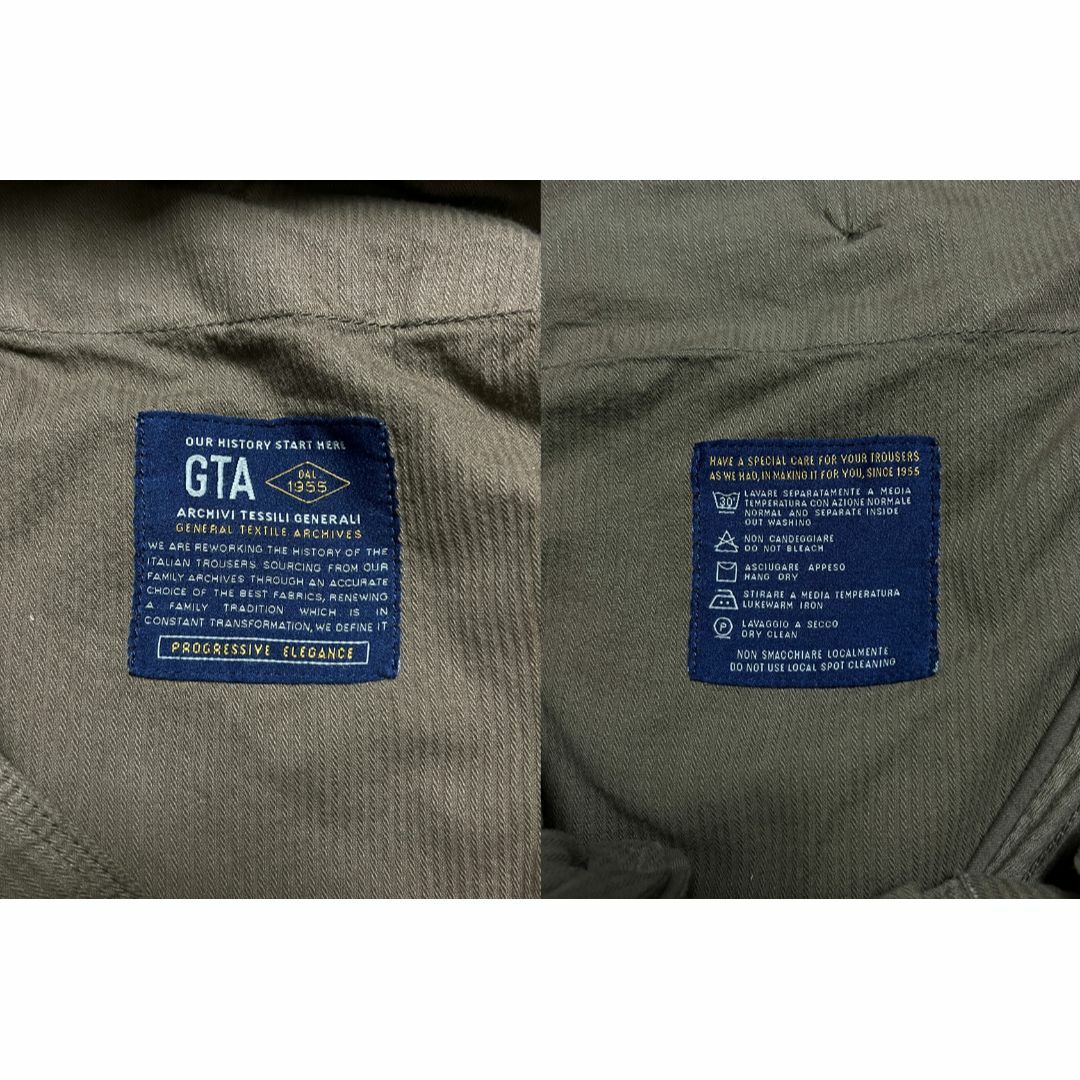 OUR HISTORY START HERE
GTA
DAL
1955
ARCHIVI TESSILI GENERALI
GENERAL TEXTILE ARCHIVES
WE ARE REWORKING THE HISTORY OF THE
ITALIAN TROUSERS SOURCING FROM OUR
FAMILY ARCHIVES THROUGH AN ACCURATE
CHOICE OF THE BEST FABRICS, RENEWING
A FAMILY TRADITION WHICH IS IN
CONSTANT TRANSFORMATION, WE DEFINE IT
PROGRESSIVE ELEGANCE
HAVE A SPECIAL CARE FOR YOUR TROUSERS
AS WE HAD, IN MAKING IT FOR YOU, SINCE 1955
30°
LAVARE SEPARATAMENTE A MEDIA
TEMPERATURA CON AZIONE NORMALE
NORMAL AND SEPARATE INSIDE
OUT WASHING
NON CANDEGGIARE
DO NOT BLEACH
ASCIUGARE APPESO
HANG DRY
STIRARE A MEDIA TEMPERATURA
LUKEWARM IRON
P
LAVAGGIO A SECCO
DRY CLEAN
NON SMACCHIARE LOCALMENTE
DO NOT USE LOCAL SPOT CLEANING